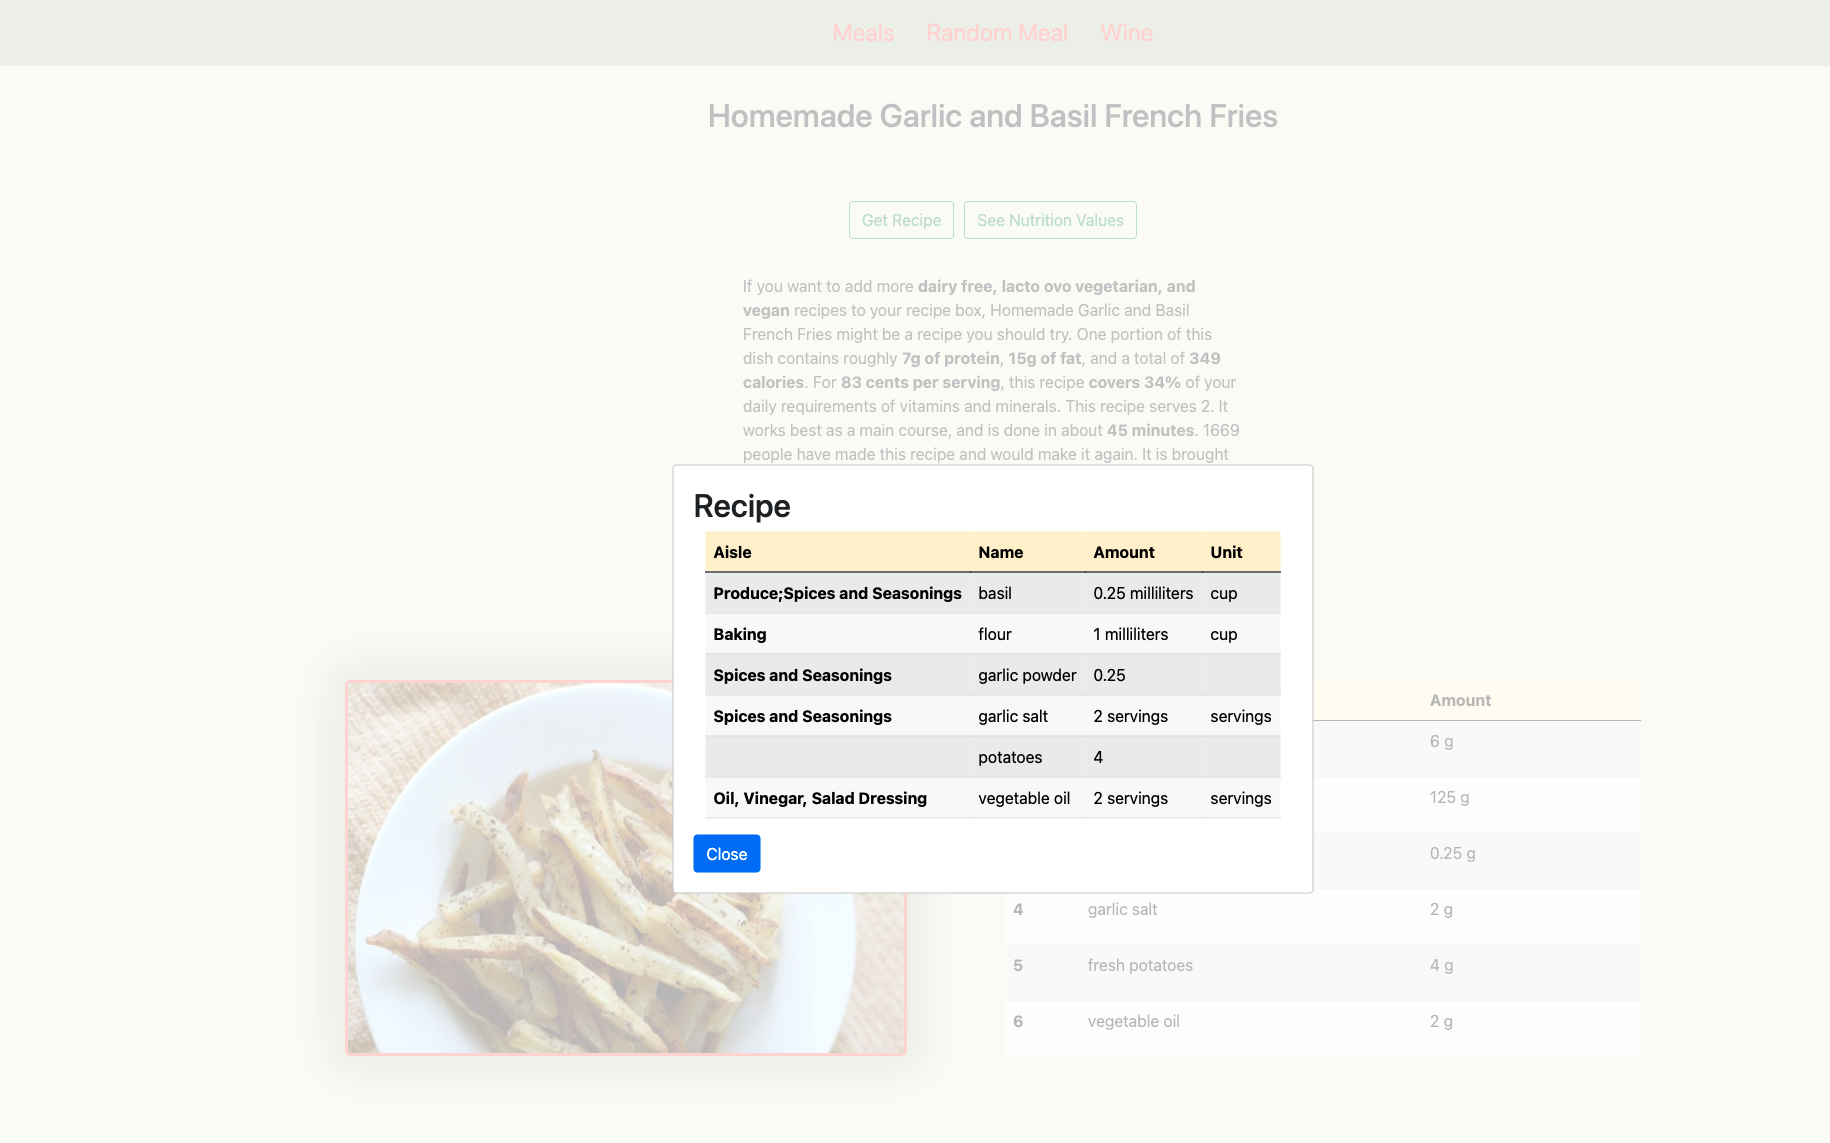 Meals Random Meal Wine
Homemade Garlic and Basil French Fries
Get Recipe See Nutrition Values
If you want to add more dairy free, lacto ovo vegetarian, and
vegan recipes to your recipe box, Homemade Garlic and Basil
French Fries might be a recipe you should try. One portion of this
dish contains roughly 7g of protein, 15g of fat, and a total of 349
calories. For 83 cents per serving, this recipe covers 34% of your
daily requirements of vitamins and minerals. This recipe serves 2. It
works best as a main course, and is done in about 45 minutes. 1669
people have made this recipe and would make it again. It is brought
Recipe
Aisle Name Amount Unit
Produce;Spices and Seasonings basil 0.25 milliliters cup
Baking flour 1 milliliters cup
Spices and Seasonings garlic powder 0.25
Spices and Seasonings garlic salt 2 servings servings
potatoes 4
Oil, Vinegar, Salad Dressing vegetable oil 2 servings servings
Close
Amount
6 g
125 g
0.25 g
4 garlic salt 2 g
5 fresh potatoes 4 g
6 vegetable oil 2 g